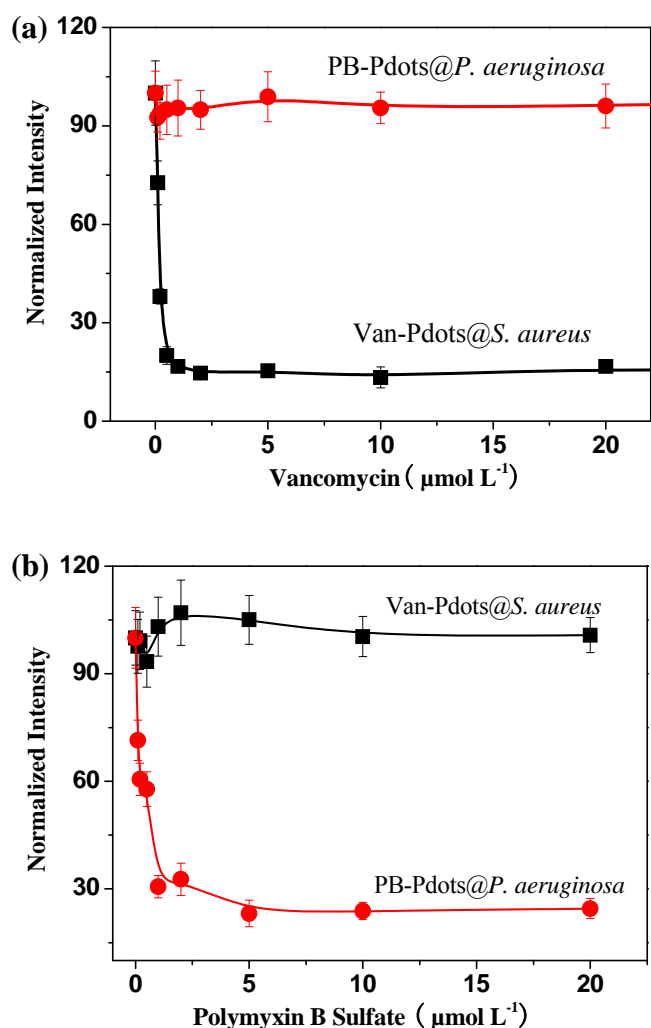 (a)
120
90
60
30
0
Normalized Intensity
PB-Pdots@P. aeruginosa
Van-Pdots@S. aureus
0 5 10 15 20
Vancomycin ( μmol L-1)
(b)
120
90
60
30
Normalized Intensity
Van-Pdots@S. aureus
PB-Pdots@P. aeruginosa
0 5 10 15 20
Polymyxin B Sulfate ( μmol L-1)